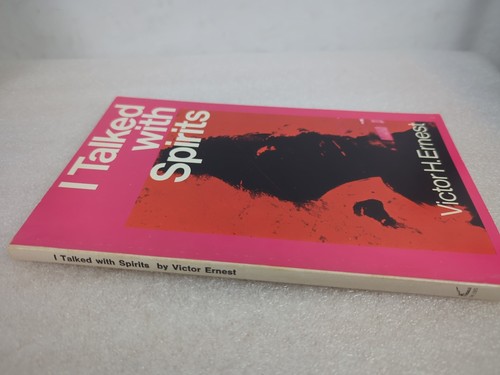 I Talked
with
Spirits
Victor H. Ernest
I Talked with Spirits by Victor Ernest